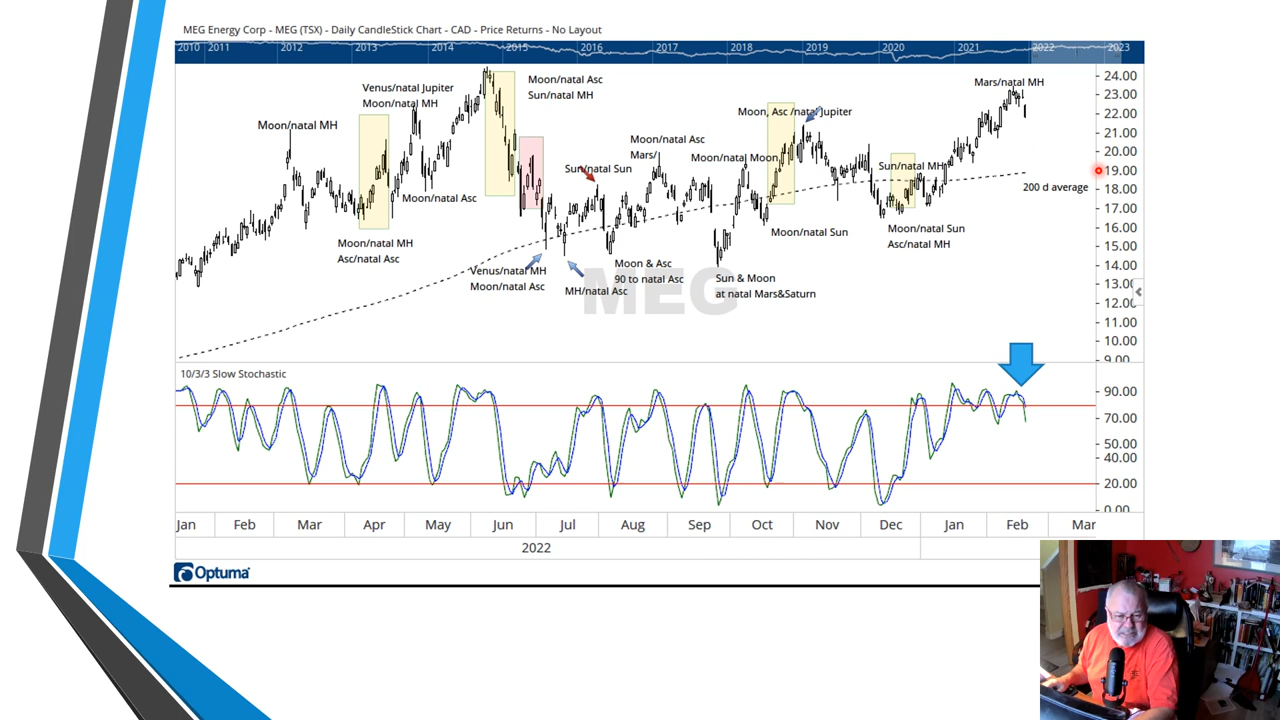 MEG Energy Corp - MEG (TSX) - Daily CandleStick Chart - CAD - Price Returns - No Layout
2010 2011 2012 2013 2014 2015 2016 2017 2018 2019 2020 2021 2022 2023
24.00
23.00
22.00
21.00
20.00
19.00
18.00
17.00
16.00
15.00
14.00
13.00
12.00
11.00
10.00
9.00
Moon/natal MH
Venus/natal Jupiter
Moon/natal MH
Moon/natal MH
Asc/natal Asc
Moon/natal Asc
Moon/natal Asc
Sun/natal MH
Venus/natal MH
Moon/natal Asc
MH/natal Asc
Sun/natal Sun
Moon & Asc
90 to natal Asc
Moon/natal Asc
Mars/
Moon/natal Moon
Sun & Moon
at natal Mars&Saturn
Moon, Asc /natal Jupiter
Moon/natal Sun
Sun/natal MH
Moon/natal Sun
Asc/natal MH
Mars/natal MH
200 d average
MEG
10/3/3 Slow Stochastic
90.00
70.00
50.00
40.00
20.00
0.00
Jan Feb Mar Apr May Jun Jul Aug Sep Oct Nov Dec Jan Feb Mar
2022
Optuma